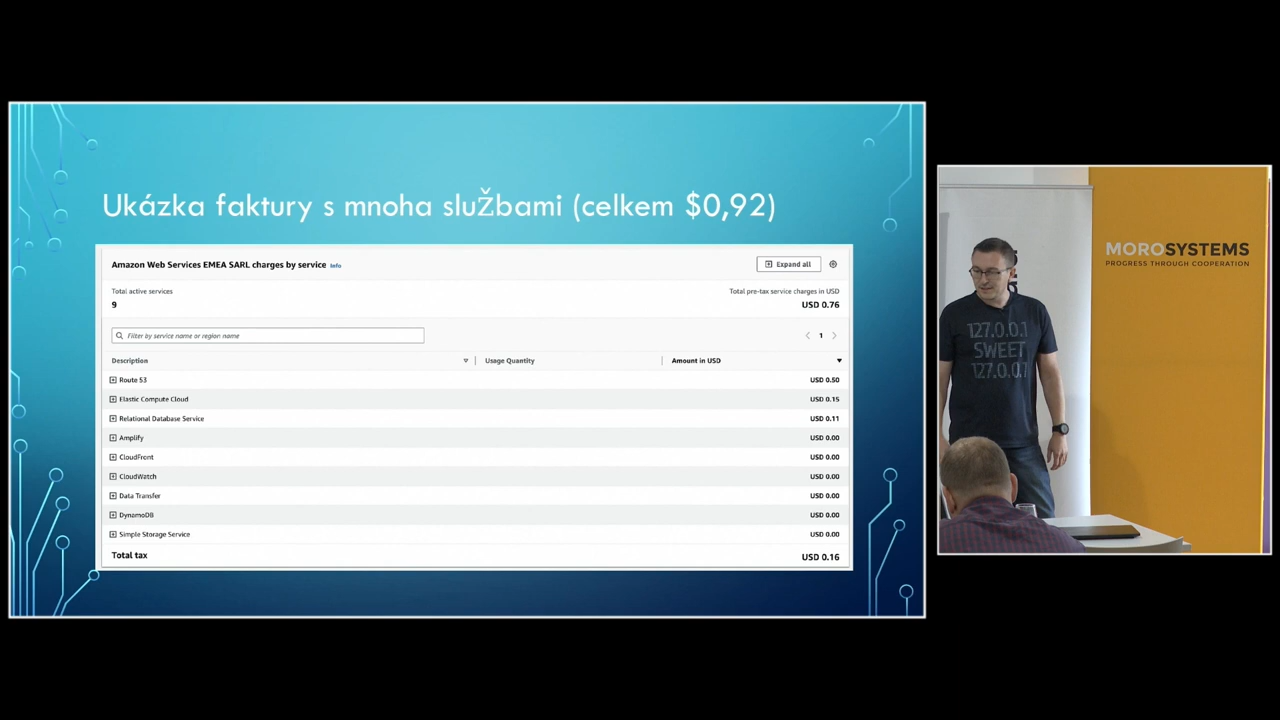 Ukázka faktury s mnoha službami (celkem $0,92)
Amazon Web Services EMEA SARL charges by service Info
Expand all
Total active services
Total pre-tax service charges in USD
9
USD 0.76
Filter by service name or region name
1
Description
Usage Quantity
Amount in USD
Route 53 USD 0.50
Elastic Compute Cloud USD 0.15
Relational Database Service USD 0.11
Amplify USD 0.00
CloudFront USD 0.00
CloudWatch USD 0.00
Data Transfer USD 0.00
DynamoDB USD 0.00
Simple Storage Service USD 0.00
Total tax USD 0.16
MOROSYSTEMS
PROGRESS THROUGH COOPERATION
127.0.0.1
SWEET
127.0.0.1